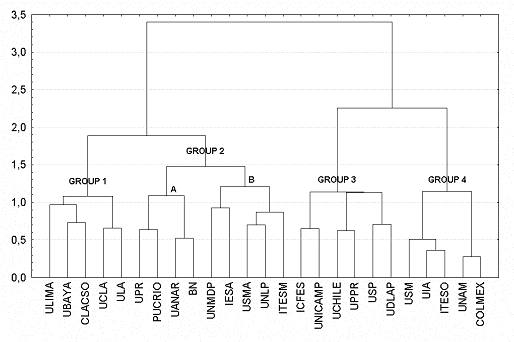 3,5
3,0
2,5
2,0
1,5
1,0
0,5
0,0
GROUP 1
GROUP 2
A
B
GROUP 3
GROUP 4
ULIMA
UBAYA
CLACSO
UCLA
ULA
UPR
PUCRIO
UANAR
BN
UNMDP
IESA
USMA
UNLP
ITESM
ICFES
UNICAMP
UCHILE
UPPR
USP
UDLAP
USM
UIA
ITESO
UNAM
COLMEX